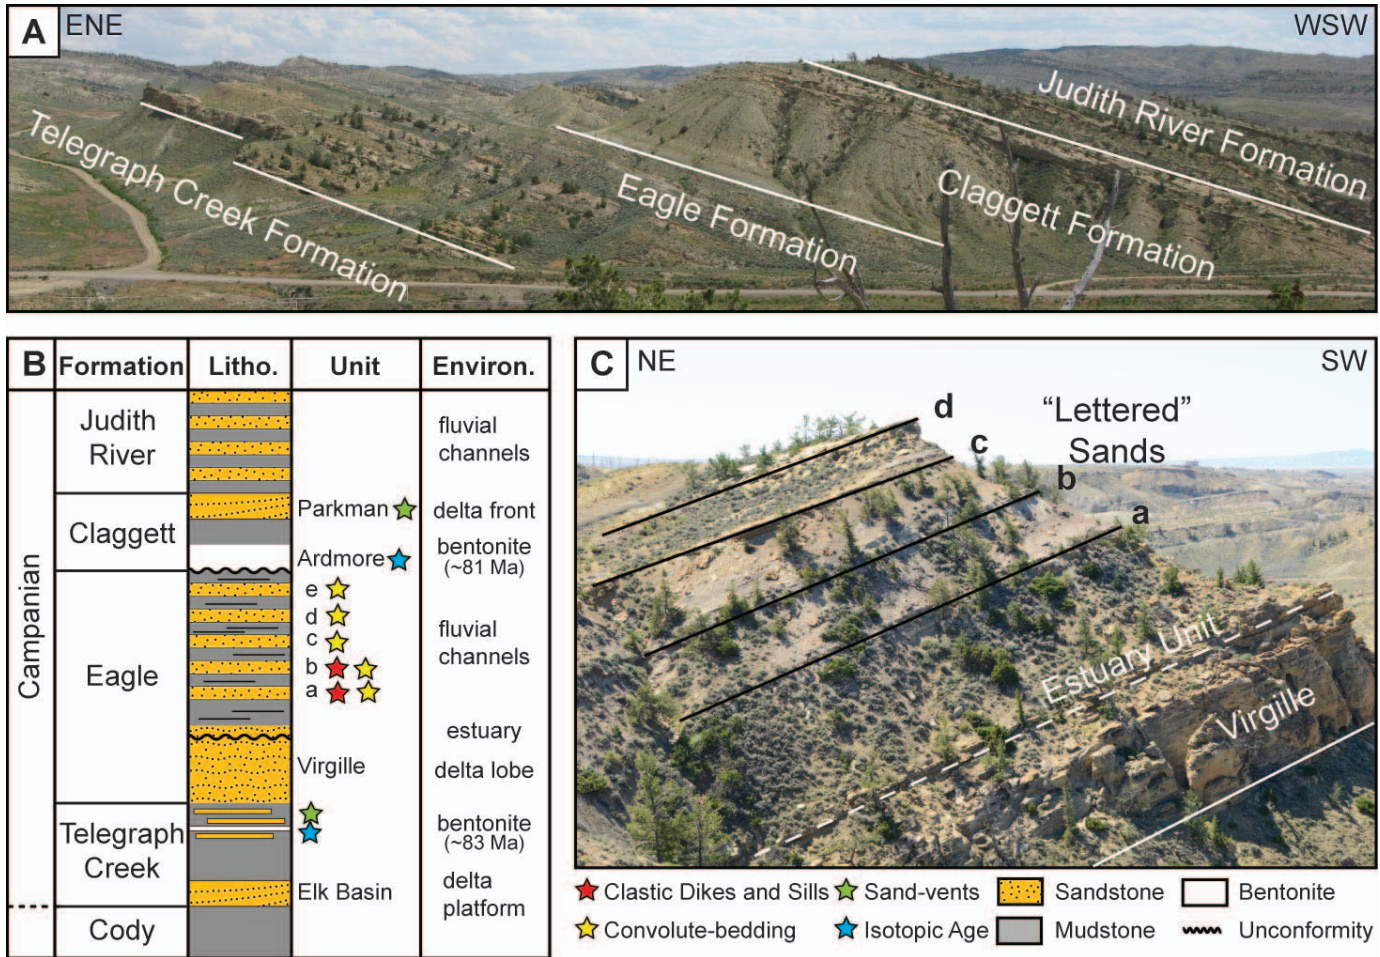 A
ENE
WSW
Telegraph Creek Formation
Eagle Formation
Claggett Formation
Judith River Formation
B
Formation
Litho.
Unit
Environ.
Campanian
Judith
River
fluvial
channels
Claggett
Parkman
delta front
Ardmore
bentonite
(~81 Ma)
Eagle
e
d
c
b
a
fluvial
channels
estuary
Virgille
delta lobe
Telegraph
Creek
bentonite
(~83 Ma)
Elk Basin
delta
platform
Cody
C
NE
SW
"Lettered"
Sands
d
c
b
a
Estuary Unit
Virgille
Clastic Dikes and Sills
Sand-vents
Sandstone
Bentonite
Convolute-bedding
Isotopic Age
Mudstone
Unconformity